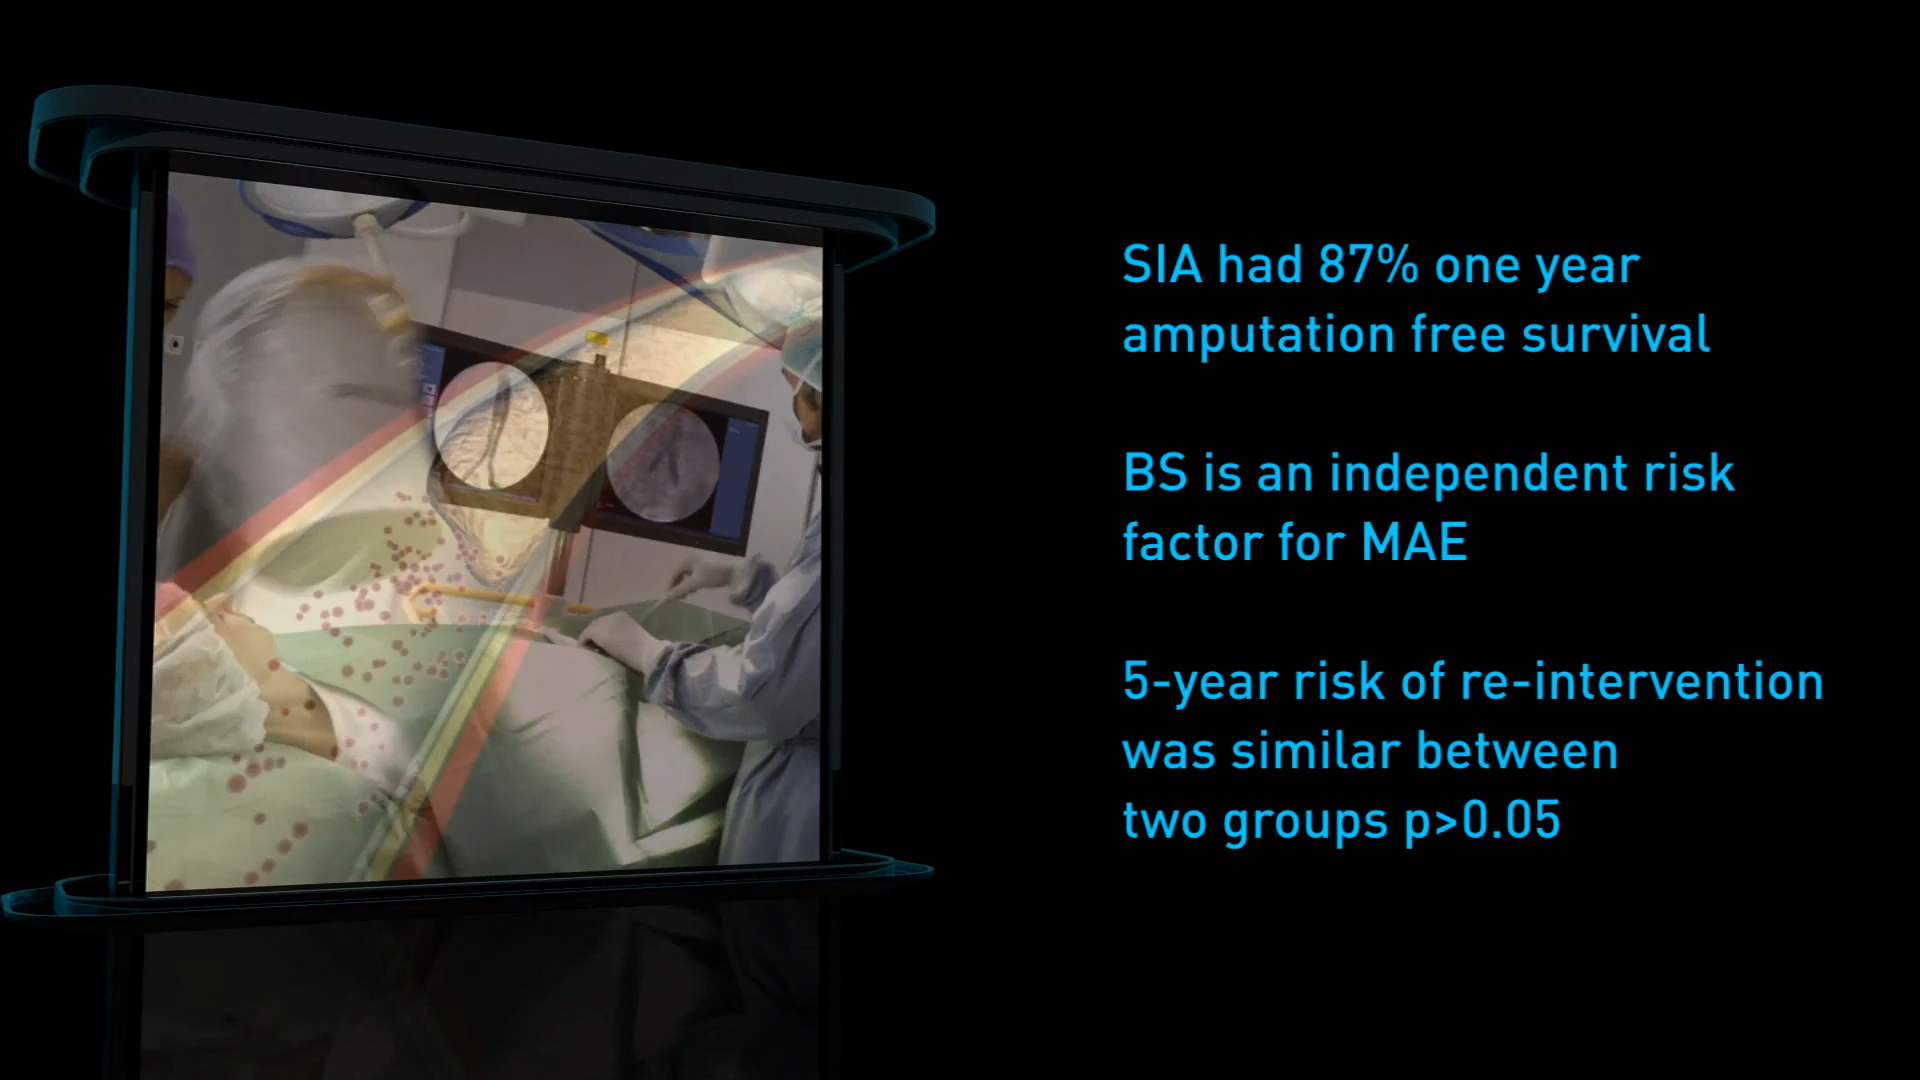 SIA had 87% one year
amputation free survival
BS is an independent risk
factor for MAE
5-year risk of re-intervention
was similar between
two groups p>0.05